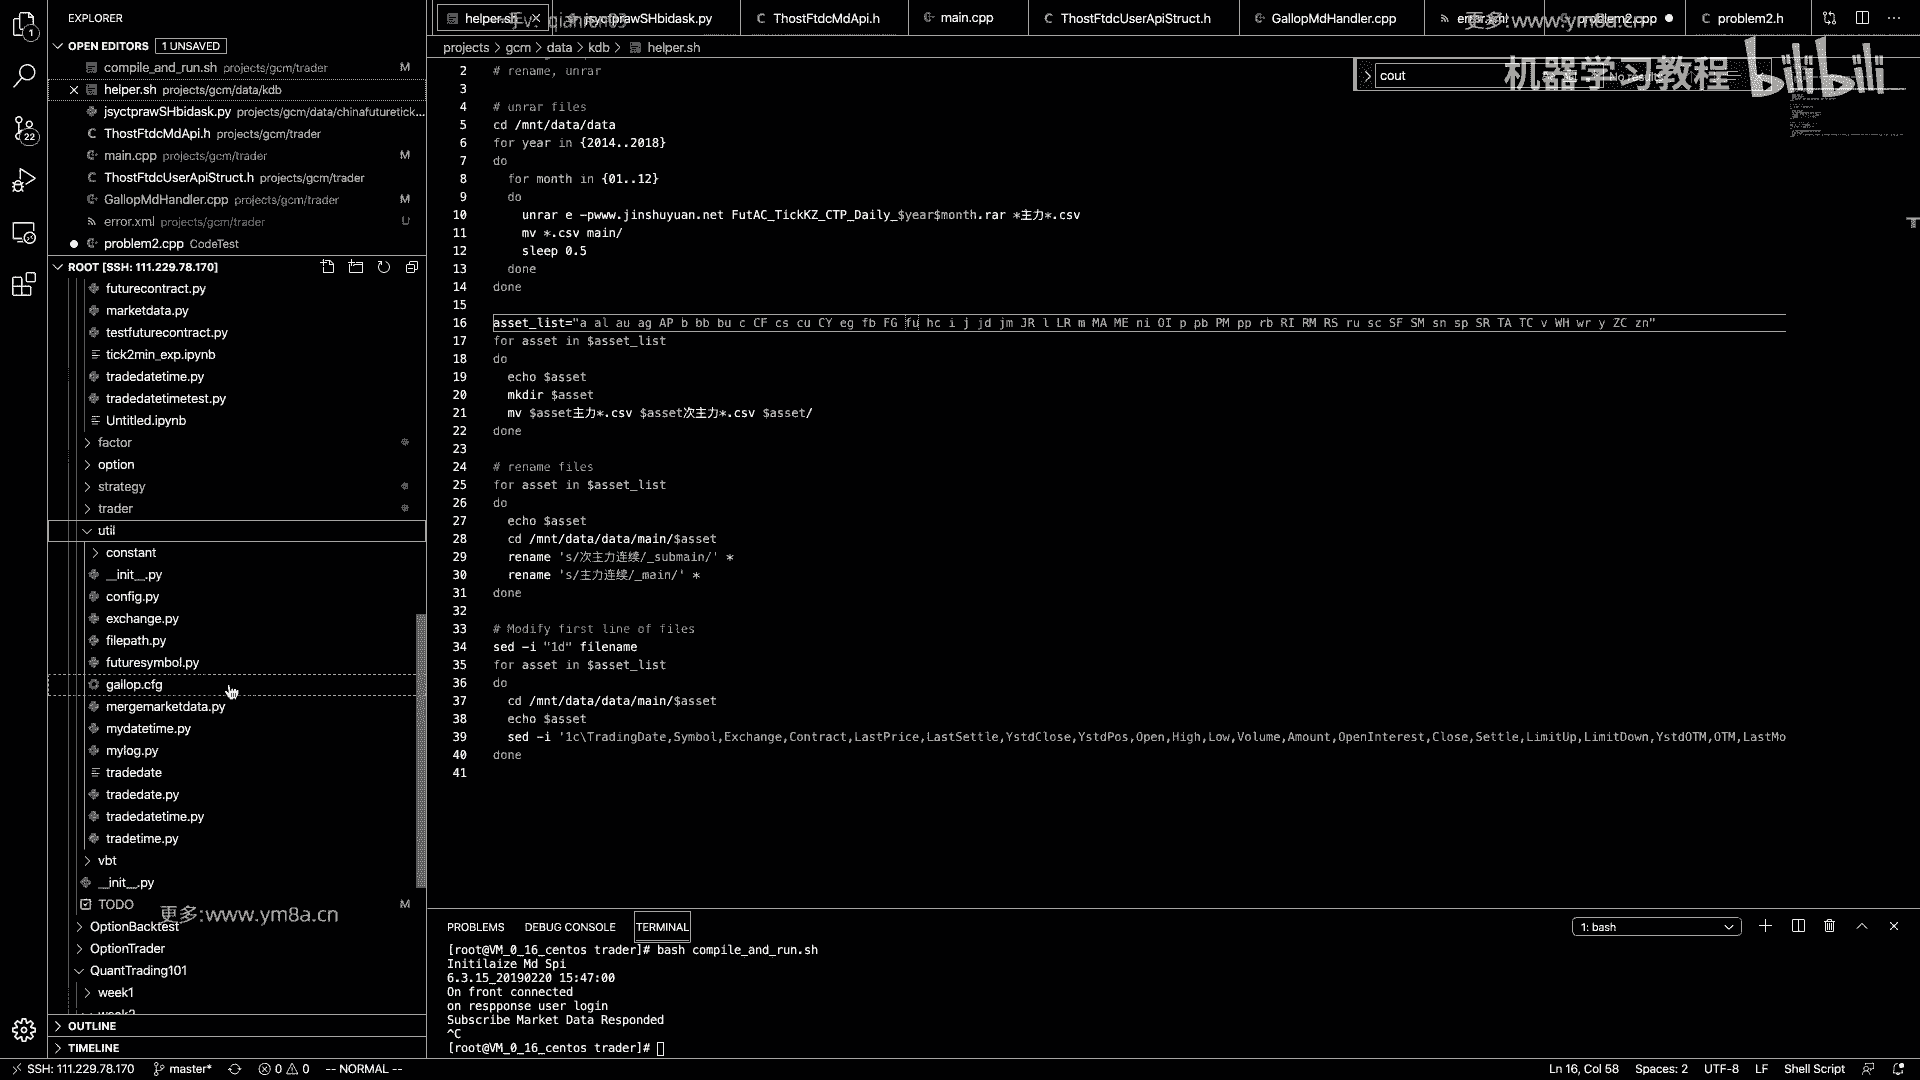 EXPLORER
OPEN EDITORS 1 UNSAVED
compile_and_run.sh projects/gcm/trader M
helper.sh projects/gcm/data/kdb
jsyctprawSHbidask.py projects/gcm/data/chinafuturetick...
ThostFtdcMdApi.h projects/gcm/trader
main.cpp projects/gcm/trader M
ThostFtdcUserApiStruct.h projects/gcm/trader
GallopMdHandler.cpp projects/gcm/trader M
error.xml projects/gcm/trader U
problem2.cpp CodeTest
ROOT [SSH: 111.229.78.170]
futurecontract.py
marketdata.py
testfuturecontract.py
tick2min_exp.ipynb
tradedatetime.py
tradedatetimetest.py
Untitled.ipynb
factor
option
strategy
trader
util
constant
__init__.py
config.py
exchange.py
filepath.py
futuresymbol.py
gallop.cfg
mergemarketdata.py
mydatetime.py
mylog.py
tradedate
tradedate.py
tradedatetime.py
tradetime.py
vbt
__init__.py
TODO M
更多:www.ym8a.cn
OptionBacktest
OptionTrader
QuantTrading101
week1
OUTLINE
TIMELINE
helper.sh jsyctprawSHbidask.py ThostFtdcMdApi.h main.cpp ThostFtdcUserApiStruct.h GallopMdHandler.cpp error.xml problem2.cpp problem2.h
更多:www.ym8a.cn
projects > gcm > data > kdb > helper.sh
cout
No results
机器学习教程 bilibili
2 # rename, unrar
3
4 # unrar files
5 cd /mnt/data/data
6 for year in {2014..2018}
7 do
8 for month in {01..12}
9 do
10 unrar e -pwww.jinshuyuan.net FutAC_TickKZ_CTP_Daily_$year$month.rar *主力*.csv
11 mv *.csv main/
12 sleep 0.5
13 done
14 done
15
16 asset_list="a al au ag AP b bb bu c CF cs cu CY eg fb FG fu hc i j jd jm JR l LR m MA ME ni OI p pb PM pp rb RI RM RS ru sc SF SM sn sp SR TA TC v WH wr y ZC zn"
17 for asset in $asset_list
18 do
19 echo $asset
20 mkdir $asset
21 mv $asset主力*.csv $asset次主力*.csv $asset/
22 done
23
24 # rename files
25 for asset in $asset_list
26 do
27 echo $asset
28 cd /mnt/data/data/main/$asset
29 rename 's/次主力连续/_submain/' *
30 rename 's/主力连续/_main/' *
31 done
32
33 # Modify first line of files
34 sed -i "1d" filename
35 for asset in $asset_list
36 do
37 cd /mnt/data/data/main/$asset
38 echo $asset
39 sed -i '1c\TradingDate,Symbol,Exchange,Contract,LastPrice,LastSettle,YstdClose,YstdPos,Open,High,Low,Volume,Amount,OpenInterest,Close,Settle,LimitUp,LimitDown,YstdOTM,OTM,LastMo
40 done
41
PROBLEMS DEBUG CONSOLE TERMINAL 1: bash
[root@VM_0_16_centos trader]# bash compile_and_run.sh
Initilaize Md Spi
6.3.15_20190220 15:47:00
On front connected
on respponse user login
Subscribe Market Data Responded
^C
[root@VM_0_16_centos trader]#
SSH: 111.229.78.170 master* 0 0 -- NORMAL -- Ln 16, Col 58 Spaces: 2 UTF-8 LF Shell Script